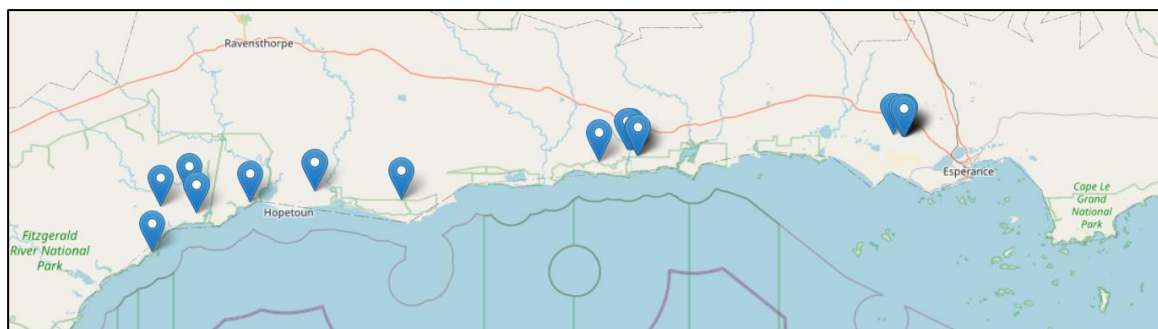 Ravensthorpe
Esperance
Cape Le
Grand
National
Park
Hopetoun
Fitzgerald
River National
Park